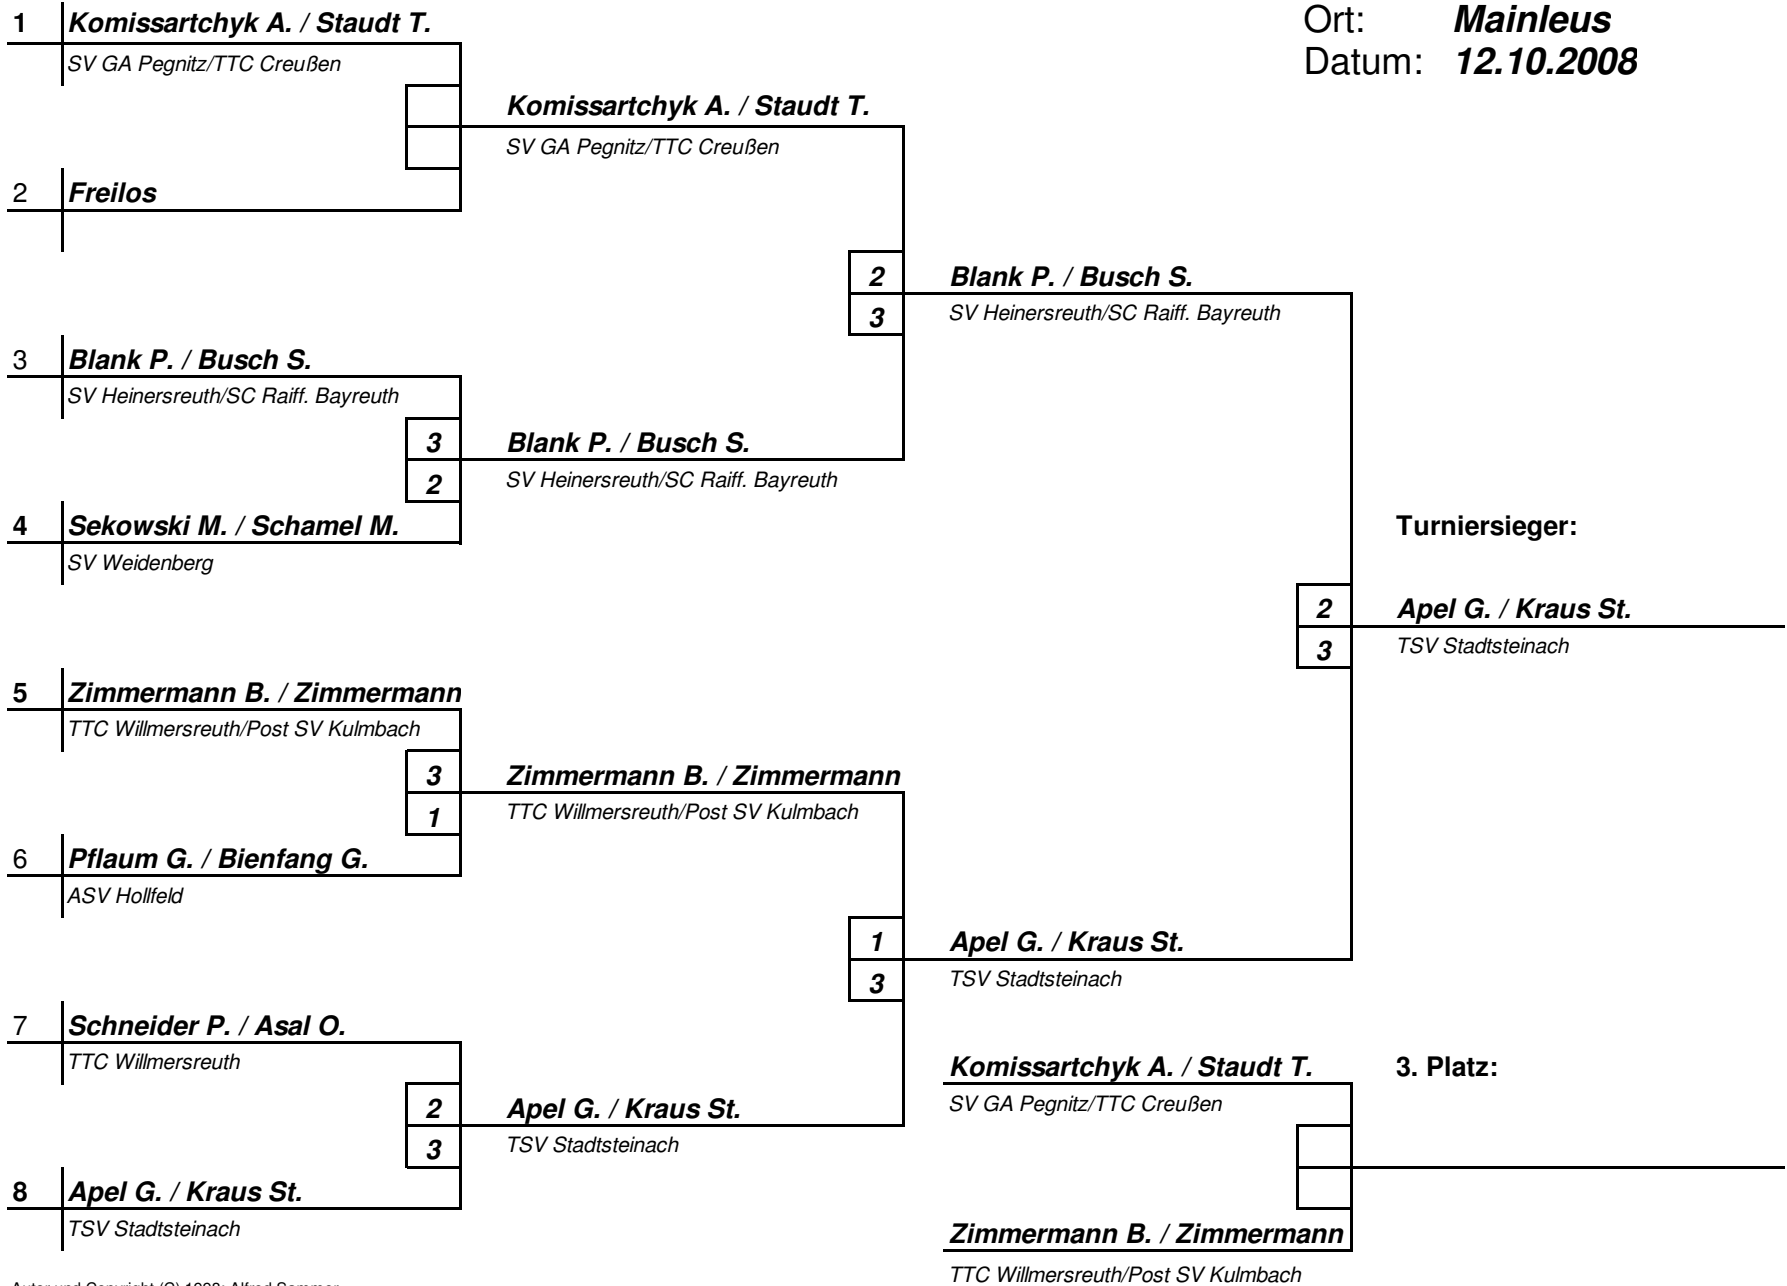 1 Komissartchyk A. / Staudt T.
Ort: Mainleus
SV GA Pegnitz/TTC Creußen
Datum: 12.10.2008
Komissartchyk A. / Staudt T.
SV GA Pegnitz/TTC Creußen
2 Freilos
2 Blank P. / Busch S.
3 SV Heinersreuth/SC Raiff. Bayreuth
3 Blank P. / Busch S.
SV Heinersreuth/SC Raiff. Bayreuth
3 Blank P. / Busch S.
2 SV Heinersreuth/SC Raiff. Bayreuth
4 Sekowski M. / Schamel M.
Turniersieger:
SV Weidenberg
2 Apel G. / Kraus St.
3 TSV Stadtsteinach
5 Zimmermann B. / Zimmermann
TTC Willmersreuth/Post SV Kulmbach
3 Zimmermann B. / Zimmermann
1 TTC Willmersreuth/Post SV Kulmbach
6 Pflaum G. / Bienfang G.
ASV Hollfeld
1 Apel G. / Kraus St.
3 TSV Stadtsteinach
7 Schneider P. / Asal O.
TTC Willmersreuth
Komissartchyk A. / Staudt T.
3. Platz:
SV GA Pegnitz/TTC Creußen
2 Apel G. / Kraus St.
3 TSV Stadtsteinach
8 Apel G. / Kraus St.
TSV Stadtsteinach
Zimmermann B. / Zimmermann
TTC Willmersreuth/Post SV Kulmbach